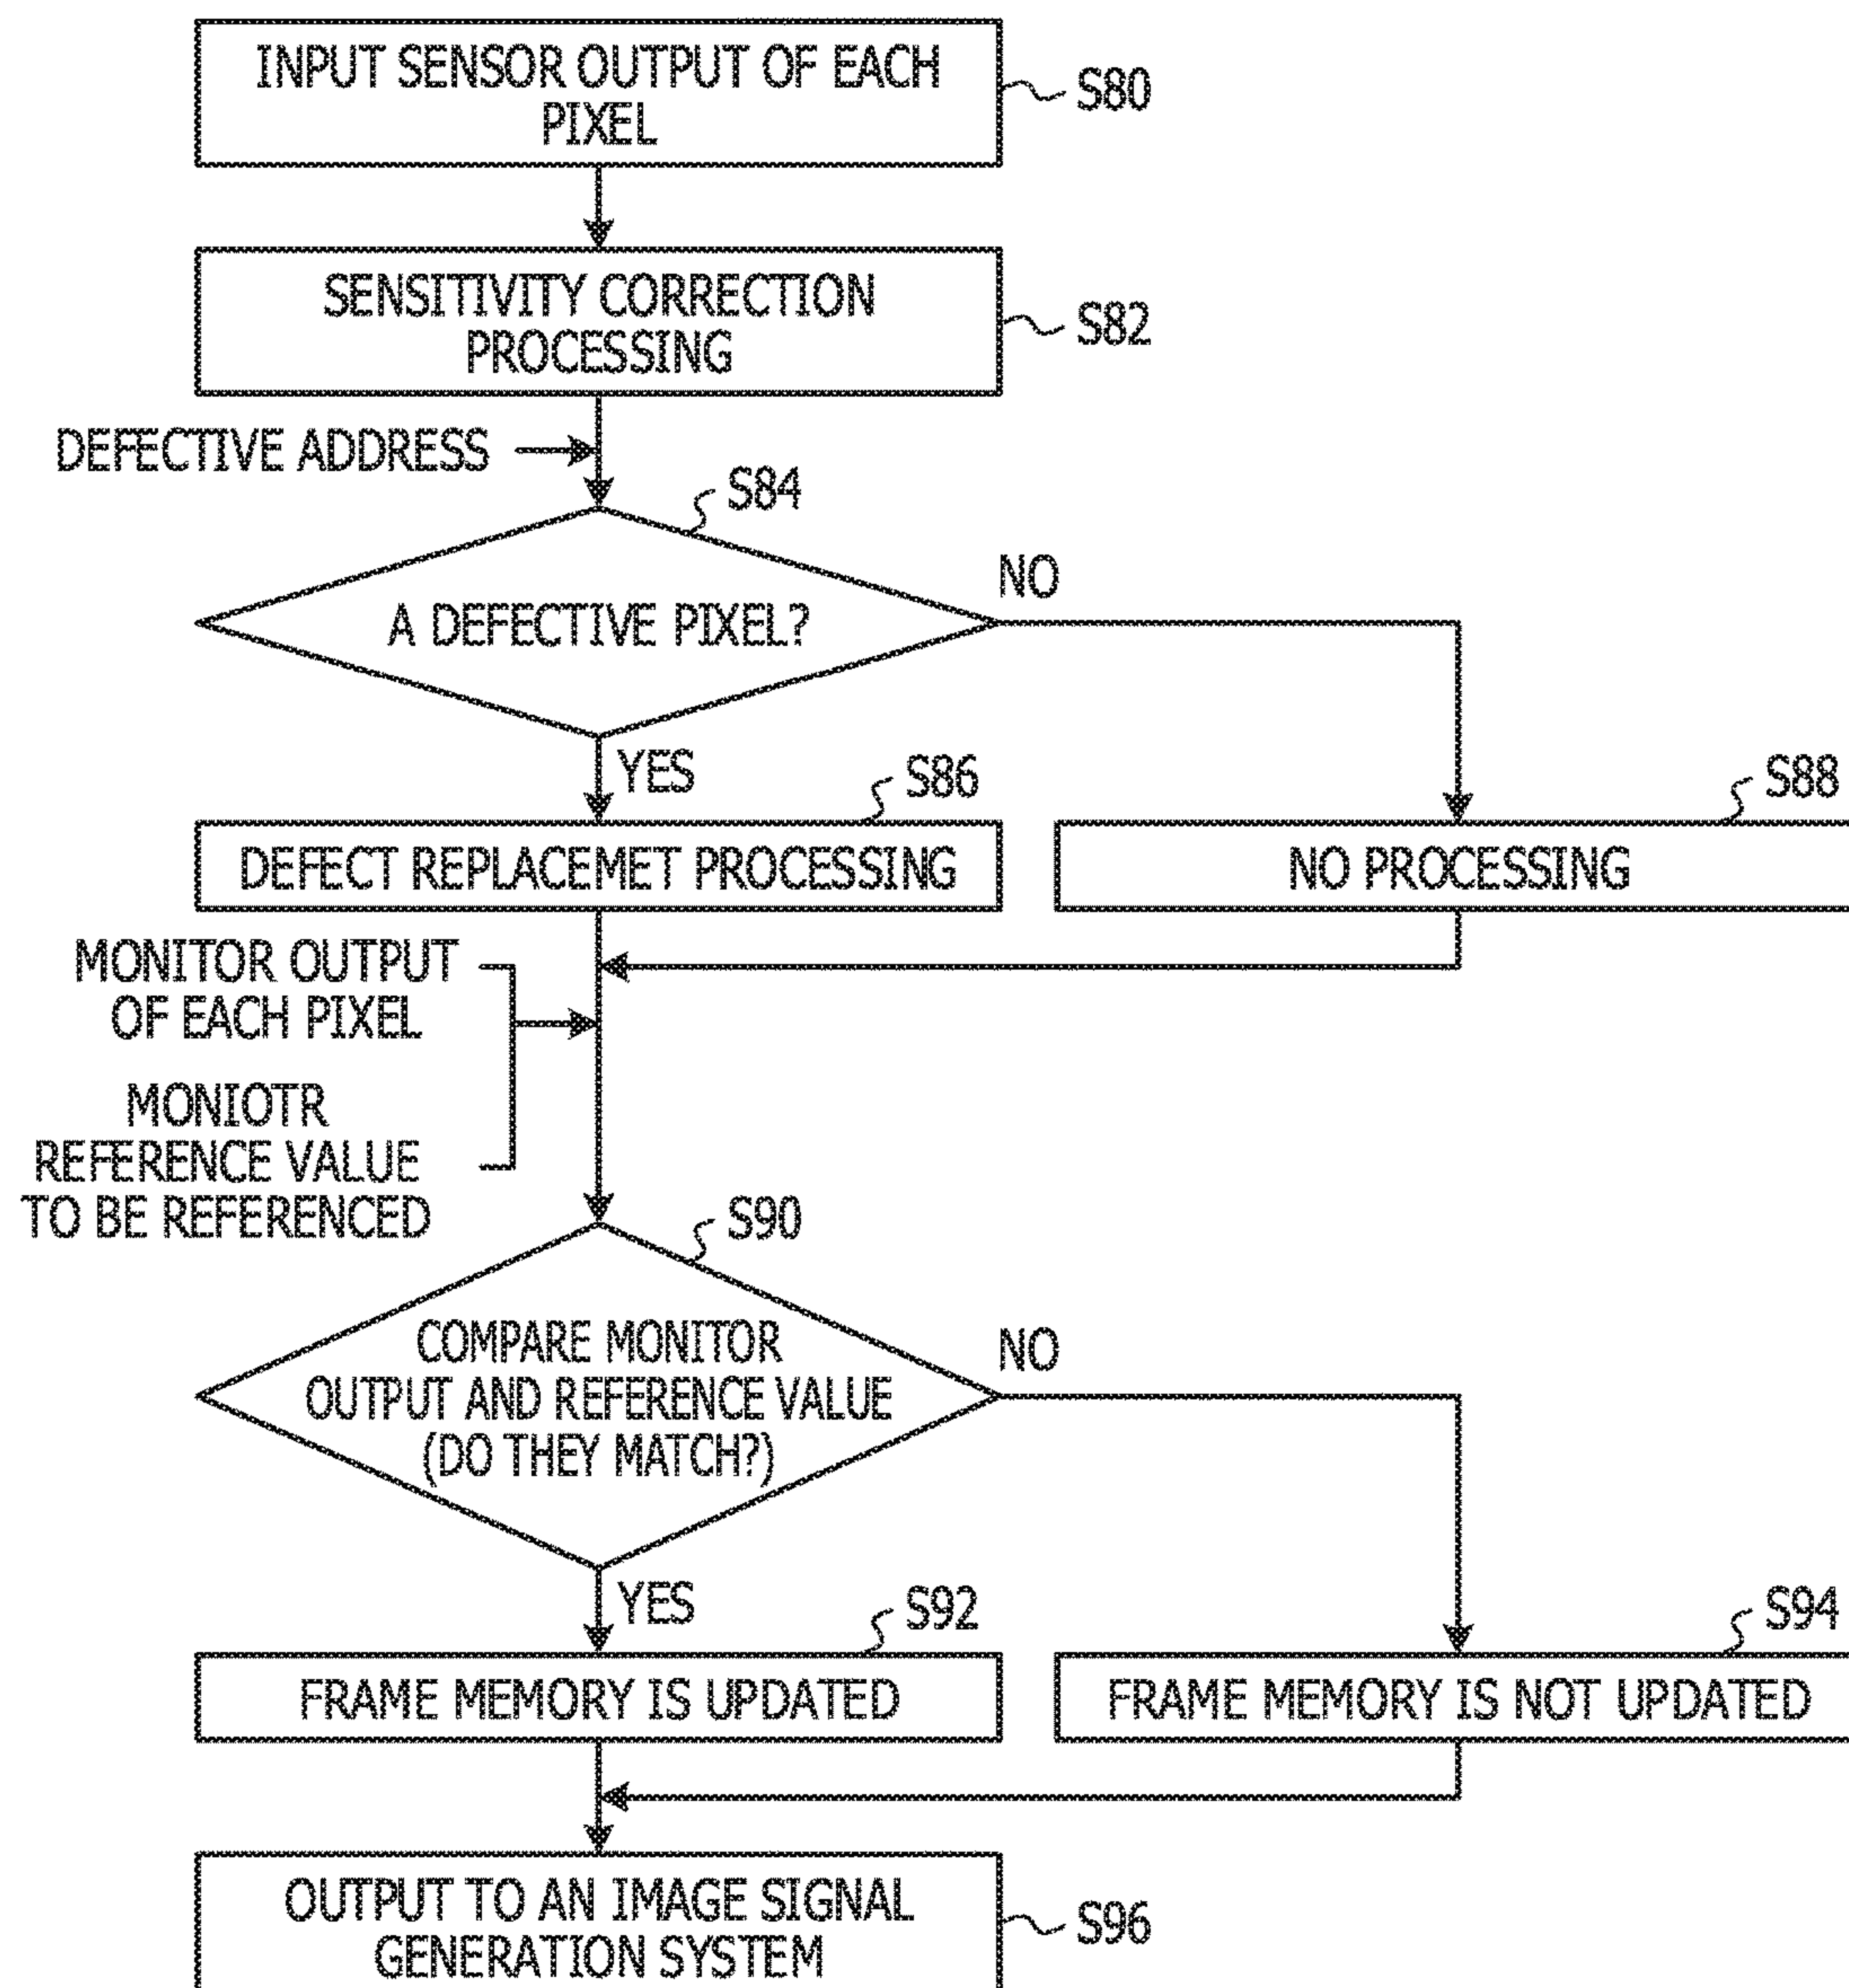 INPUT SENSOR OUTPUT OF EACH
PIXEL
S80
SENSITIVITY CORRECTION
PROCESSING
S82
DEFECTIVE ADDRESS
S84
A DEFECTIVE PIXEL?
NO
YES
S86
S88
DEFECT REPLACEMET PROCESSING
NO PROCESSING
MONITOR OUTPUT
OF EACH PIXEL
MONIOTR
REFERENCE VALUE
TO BE REFERENCED
S90
COMPARE MONITOR
OUTPUT AND REFERENCE VALUE
(DO THEY MATCH?)
NO
YES
S92
S94
FRAME MEMORY IS UPDATED
FRAME MEMORY IS NOT UPDATED
OUTPUT TO AN IMAGE SIGNAL
GENERATION SYSTEM
S96